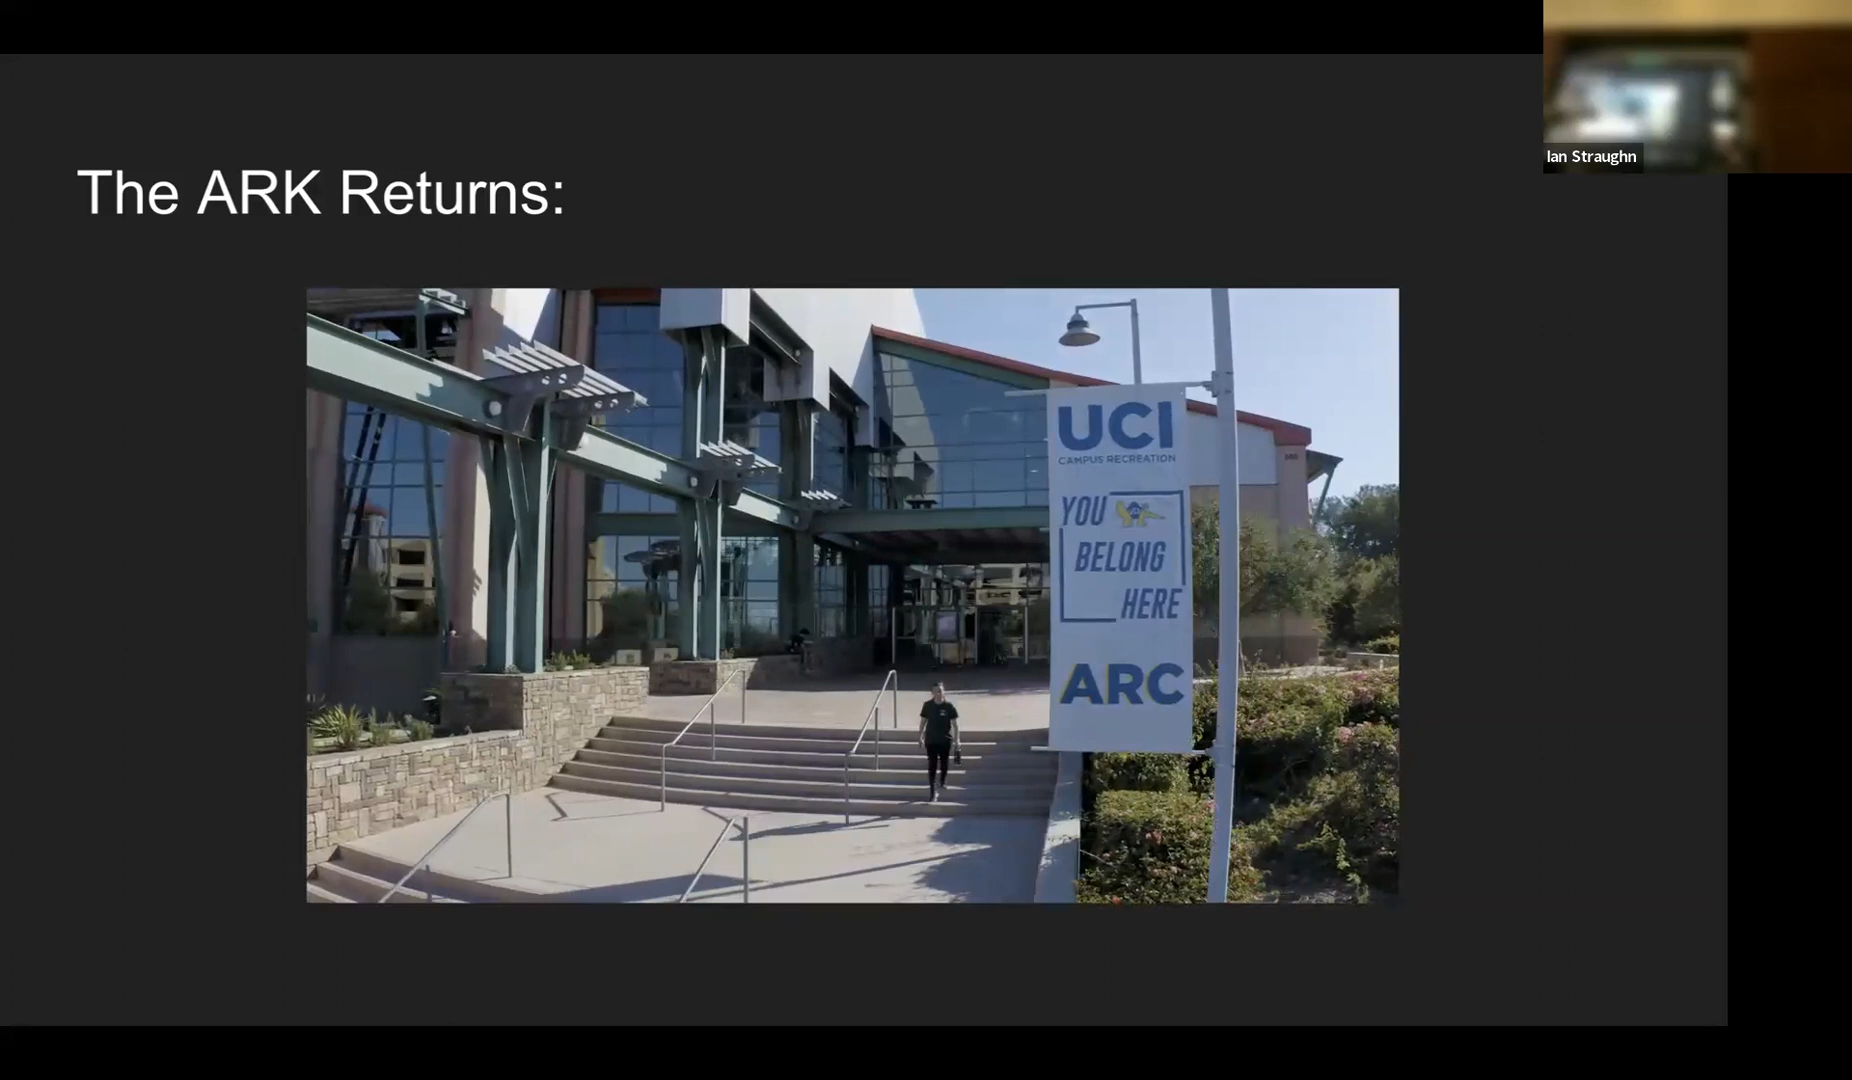 Ian Straughn
The ARK Returns:
UCI
CAMPUS RECREATION
YOU
BELONG
HERE
ARC